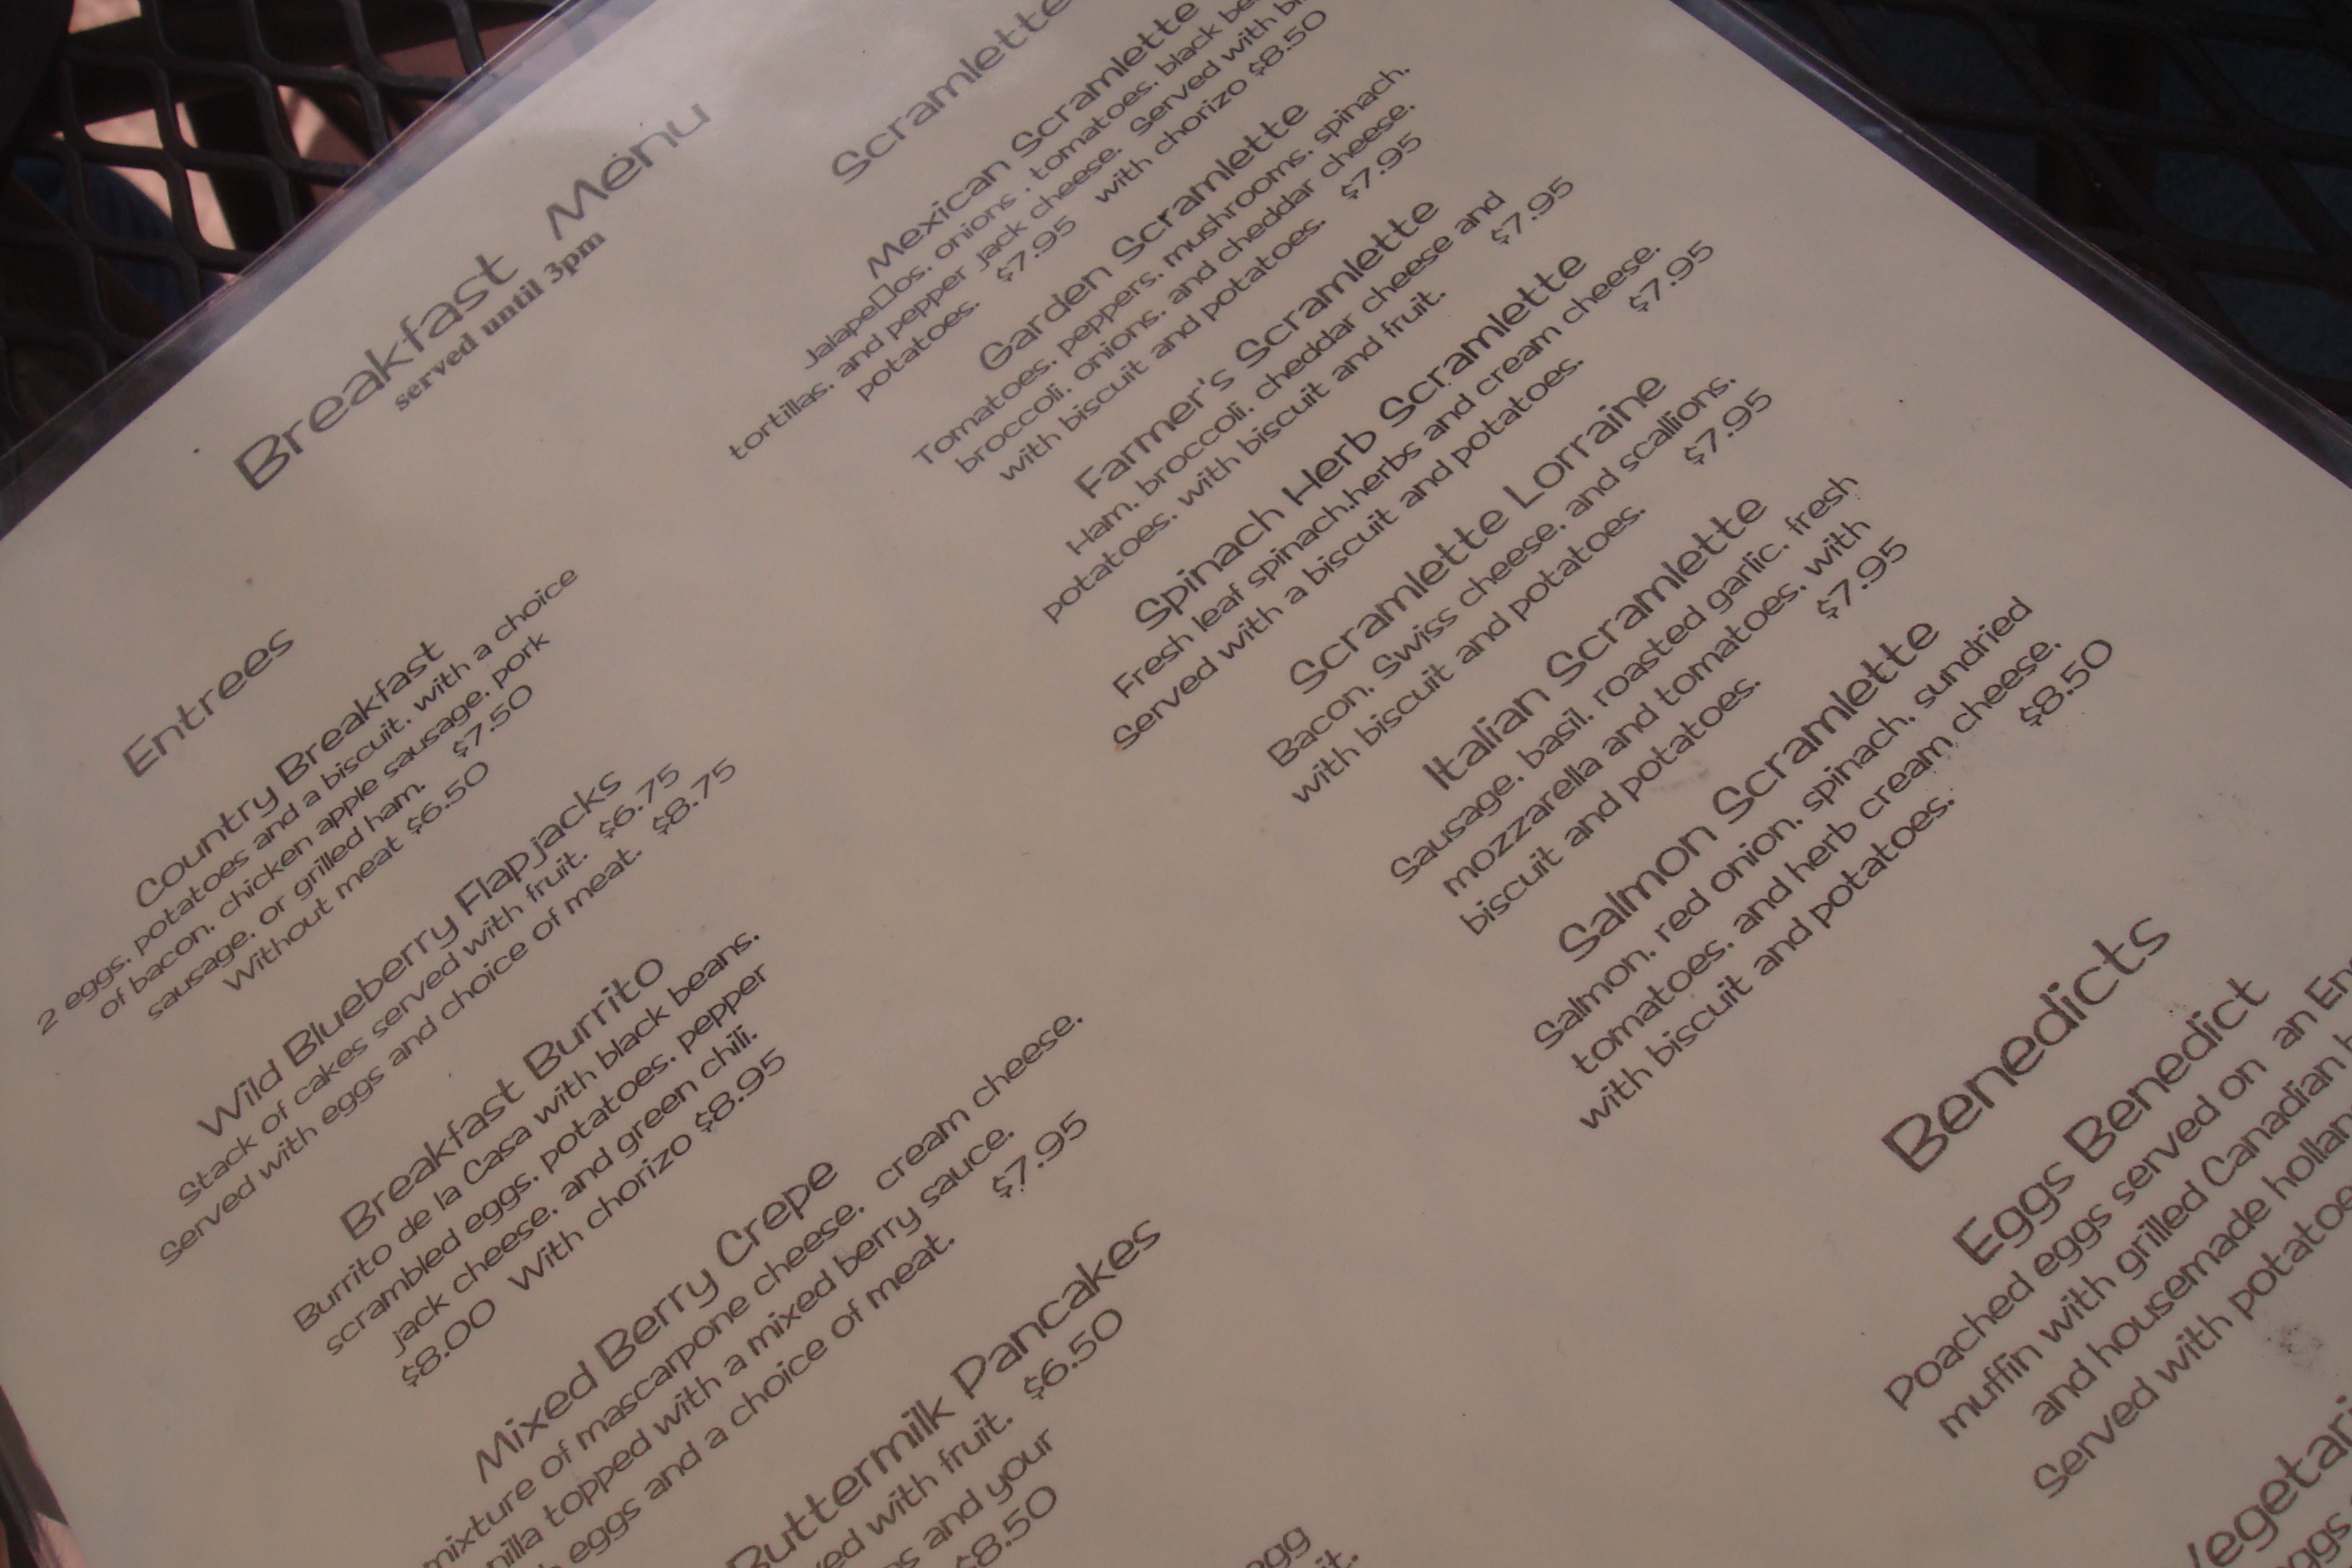 Breakfast Menu
served until 3pm
Entrees
Country Breakfast
2 eggs, potatoes and a biscuit, with a choice
of bacon, chicken apple sausage, pork
sausage, or grilled ham. $7.50
Without meat $6.50
Wild Blueberry Flapjacks
Stack of cakes served with fruit. $6.75
Served with eggs and choice of meat. $8.75
Breakfast Burrito
Burrito de la Casa with black beans,
scrambled eggs, potatoes, pepper
jack cheese, and green chili.
$8.00 With chorizo $8.95
Mixed Berry Crepe
mixture of mascarpone cheese, cream cheese,
topped with a mixed berry sauce.
eggs and a choice of meat. $7.95
Buttermilk Pancakes
with fruit. $6.50
and your
$8.50
egg
Scramlette
Mexican Scramlette
Jalape□os, onions, tomatoes, black
tortillas, and pepper jack cheese. Served with
potatoes. $7.95 with chorizo $8.50
Garden Scramlette
Tomatoes, peppers, mushrooms, spinach,
broccoli, onions, and cheddar cheese,
with biscuit and potatoes. $7.95
Farmer's Scramlette
Ham, broccoli, cheddar cheese and
potatoes, with biscuit and fruit. $7.95
Spinach Herb Scramlette
Fresh leaf spinach,herbs and cream cheese.
Served with a biscuit and potatoes. $7.95
Scramlette Lorraine
Bacon, Swiss cheese, and scallions,
with biscuit and potatoes. $7.95
Italian Scramlette
Sausage, basil, roasted garlic, fresh
mozzarella and tomatoes, with
biscuit and potatoes. $7.95
Salmon Scramlette
Salmon, red onion, spinach, sundried
tomatoes, and herb cream cheese,
with biscuit and potatoes. $8.50
Benedicts
Eggs Benedict
Poached eggs served on an
muffin with grilled Canadian
and housemade
Served with